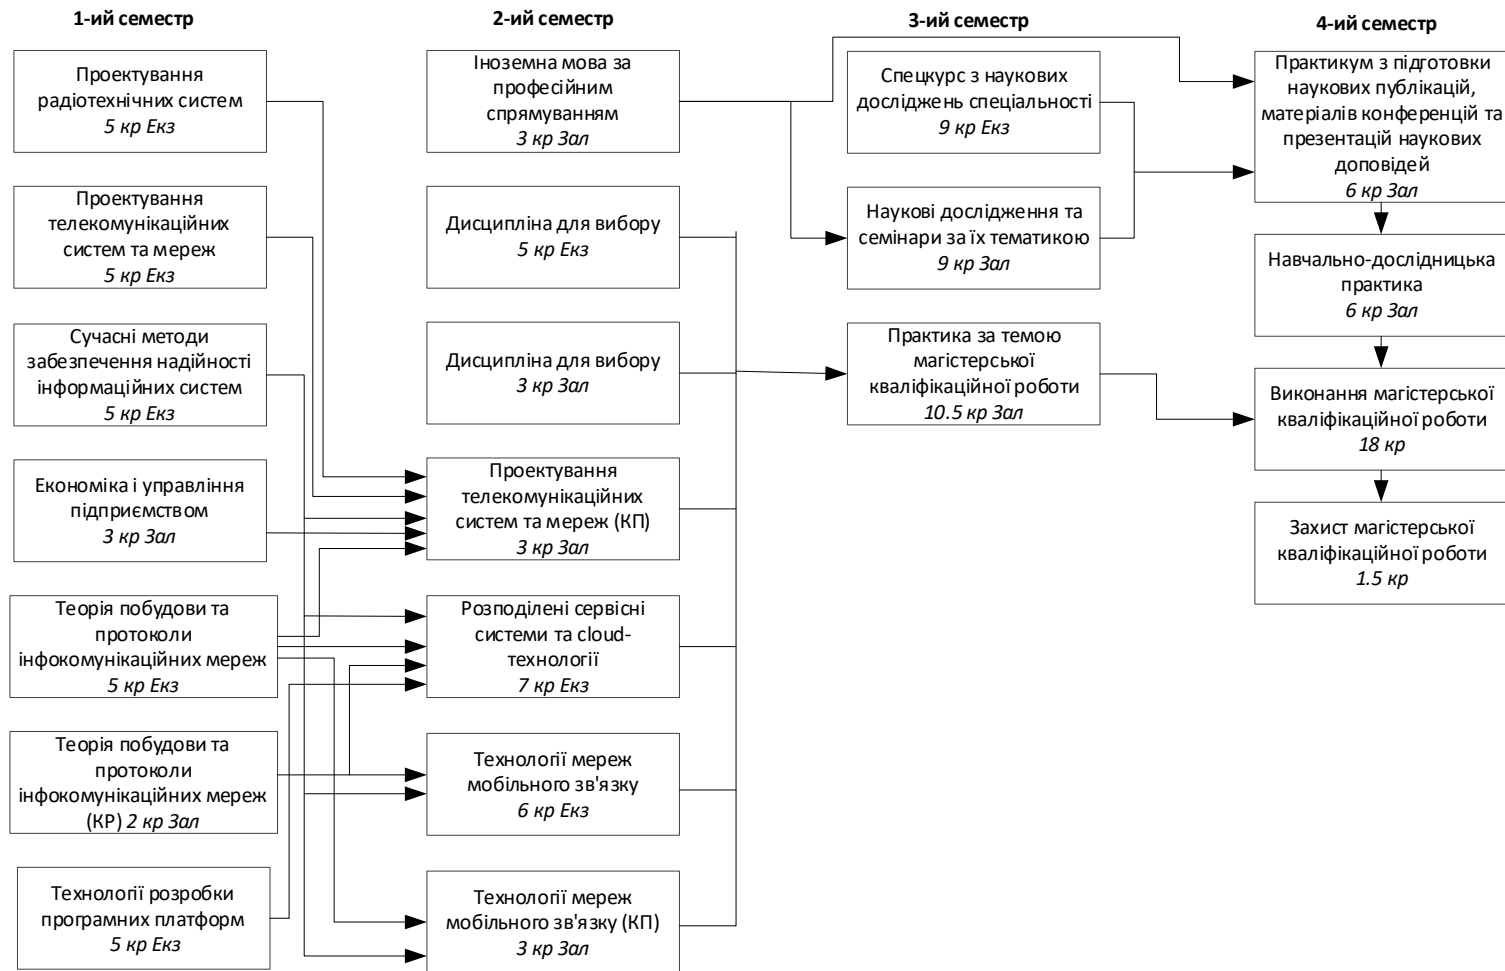 1-ий семестр
Проектування
радіотехнічних систем
5 кр Екз
Проектування
телекомунікаційних
систем та мереж
5 кр Екз
Сучасні методи
забезпечення надійності
інформаційних систем
5 кр Екз
Економіка і управління
підприємством
3 кр Зал
Теорія побудови та
протоколи
інфокомунікаційних мереж
5 кр Екз
Теорія побудови та
протоколи
інфокомунікаційних мереж
(КР) 2 кр Зал
Технології розробки
програмних платформ
5 кр Екз
2-ий семестр
Іноземна мова за
професійним
спрямуванням
3 кр Зал
Дисципліна для вибору
5 кр Екз
Дисципліна для вибору
3 кр Зал
Проектування
телекомунікаційних
систем та мереж (КП)
3 кр Зал
Розподілені сервісні
системи та cloud-
технології
7 кр Екз
Технології мереж
мобільного зв'язку
6 кр Екз
Технології мереж
мобільного зв'язку (КП)
3 кр Зал
3-ий семестр
Спецкурс з наукових
досліджень спеціальності
9 кр Екз
Наукові дослідження та
семінари за їх тематикою
9 кр Зал
Практика за темою
магістерської
кваліфікаційної роботи
10.5 кр Зал
4-ий семестр
Практикум з підготовки
наукових публікацій,
матеріалів конференцій та
презентацій наукових
доповідей
6 кр Зал
Навчально-дослідницька
практика
6 кр Зал
Виконання магістерської
кваліфікаційної роботи
18 кр
Захист магістерської
кваліфікаційної роботи
1.5 кр